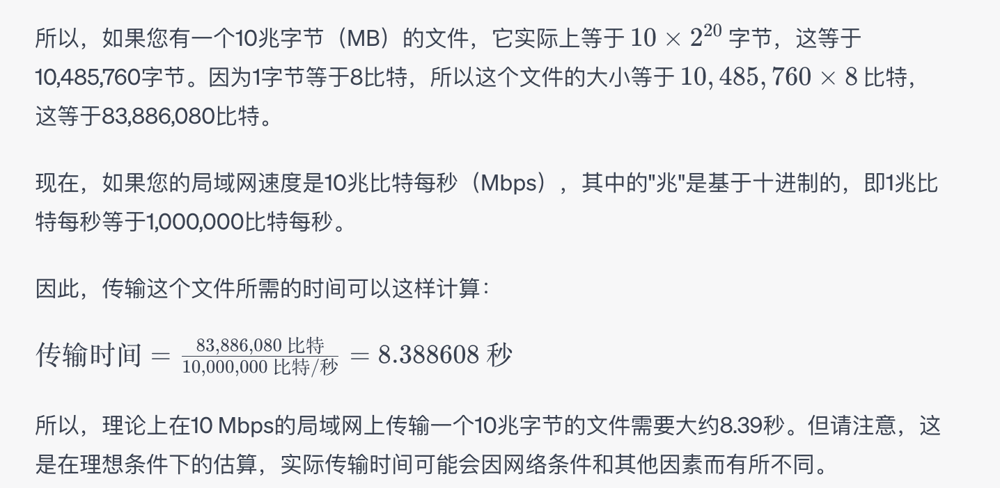 所以，如果您有一个10兆字节（MB）的文件，它实际上等于 10 × 2^20 字节，这等于
10,485,760字节。因为1字节等于8比特，所以这个文件的大小等于 10, 485, 760 × 8 比特，
这等于83,886,080比特。
现在，如果您的局域网速度是10兆比特每秒（Mbps），其中的"兆"是基于十进制的，即1兆比
特每秒等于1,000,000比特每秒。
因此，传输这个文件所需的时间可以这样计算：
传输时间 = 83,886,080 比特 / 10,000,000 比特/秒 = 8.388608 秒
所以，理论上在10 Mbps的局域网上传输一个10兆字节的文件需要大约8.39秒。但请注意，这
是在理想条件下的估算，实际传输时间可能会因网络条件和其他因素而有所不同。